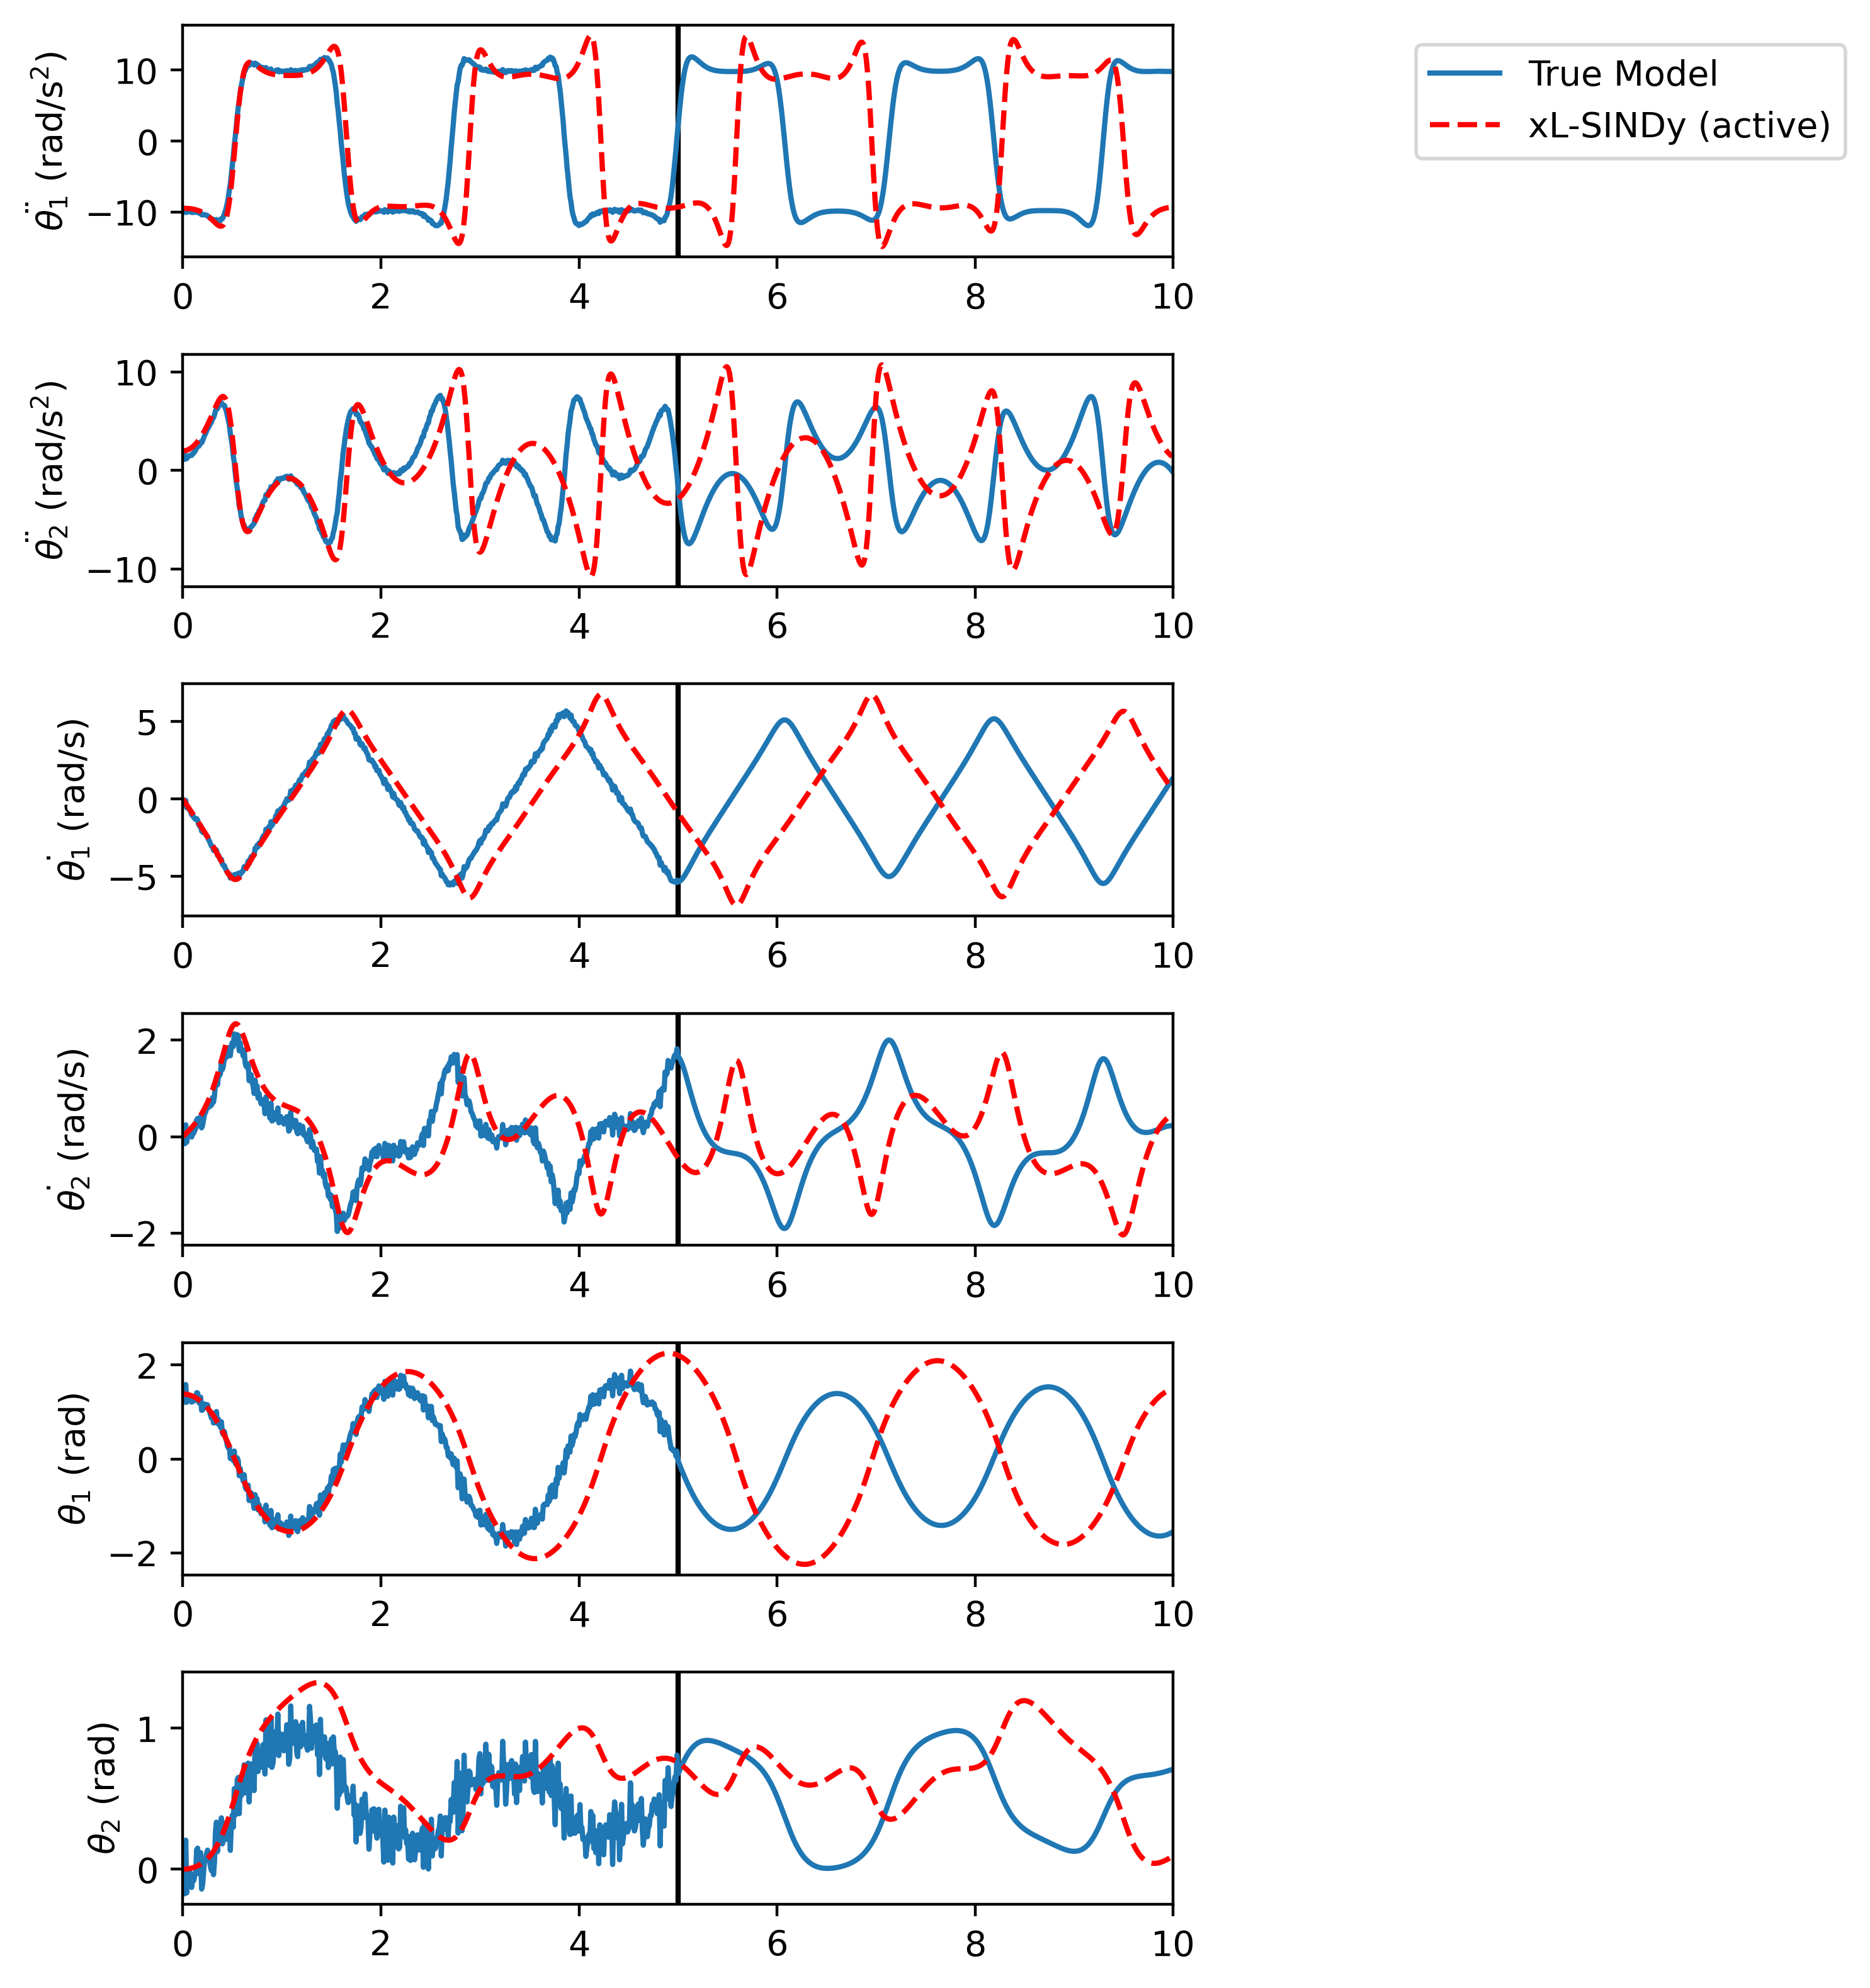 θ̈₁ (rad/s²)
10
0
−10
0 2 4 6 8 10
True Model
xL-SINDy (active)
θ̈₂ (rad/s²)
10
0
−10
0 2 4 6 8 10
θ̇₁ (rad/s)
5
0
−5
0 2 4 6 8 10
θ̇₂ (rad/s)
2
0
−2
0 2 4 6 8 10
θ₁ (rad)
2
0
−2
0 2 4 6 8 10
θ₂ (rad)
1
0
0 2 4 6 8 10